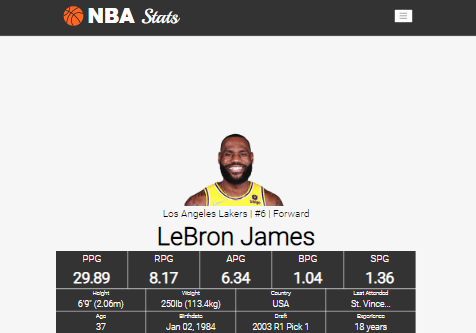 NBA Stats
Los Angeles Lakers | #6 | Forward
LeBron James
PPG RPG APG BPG SPG
29.89 8.17 6.34 1.04 1.36
Height Weight Country Last Attended
6'9" (2.06m) 250lb (113.4kg) USA St. Vince...
Age Birthdate Draft Experience
37 Jan 02, 1984 2003 R1 Pick 1 18 years